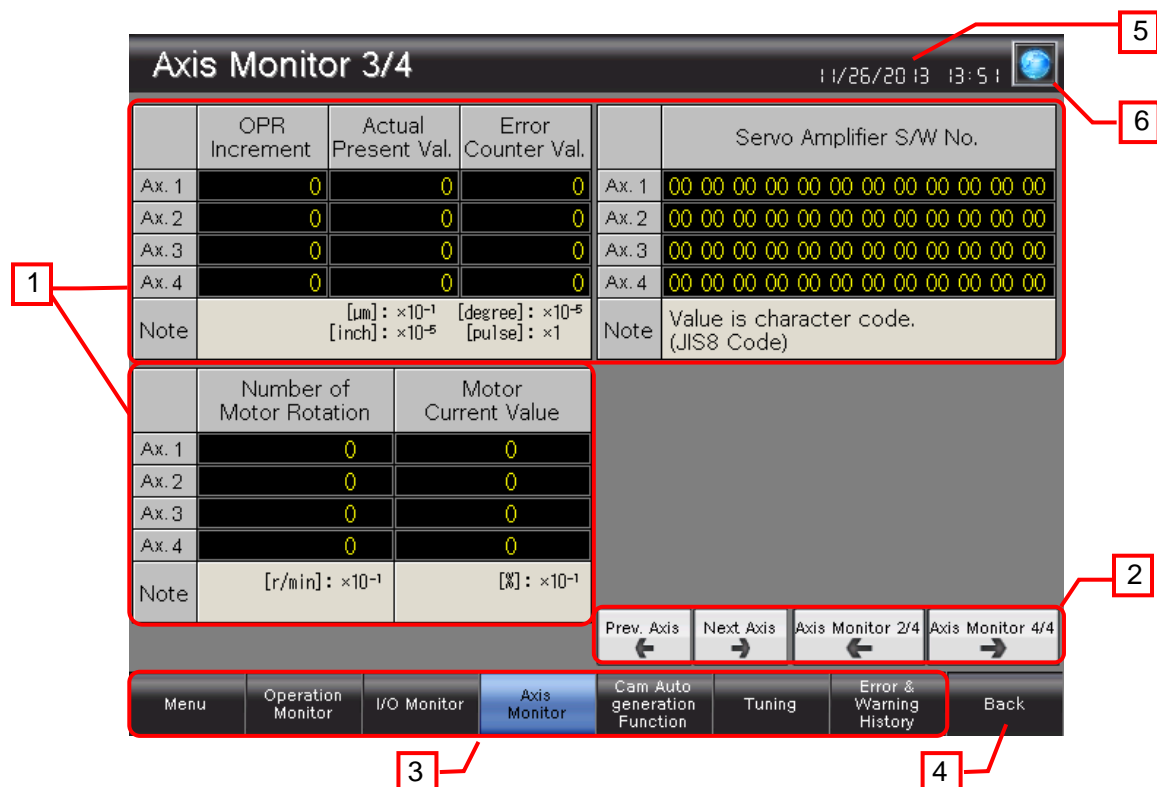 5
Axis Monitor 3/4
11/26/2013 13:51
6
OPR Increment Actual Present Val. Error Counter Val.
Servo Amplifier S/W No.
Ax. 1 0 0 0 Ax. 1 00 00 00 00 00 00 00 00 00 00 00 00
Ax. 2 0 0 0 Ax. 2 00 00 00 00 00 00 00 00 00 00 00 00
Ax. 3 0 0 0 Ax. 3 00 00 00 00 00 00 00 00 00 00 00 00
Ax. 4 0 0 0 Ax. 4 00 00 00 00 00 00 00 00 00 00 00 00
1
Note
[µm]: ×10⁻¹ [degree]: ×10⁻⁵
[inch]: ×10⁻⁵ [pulse]: ×1
Note
Value is character code.
(JIS8 Code)
Number of
Motor Rotation
Motor
Current Value
Ax. 1 0 0
Ax. 2 0 0
Ax. 3 0 0
Ax. 4 0 0
Note [r/min]: ×10⁻¹ [%]: ×10⁻¹
2
Prev. Axis Next Axis Axis Monitor 2/4 Axis Monitor 4/4
Menu
Operation
Monitor
I/O Monitor
Axis
Monitor
Cam Auto
generation
Function
Tuning
Error &
Warning
History
Back
3
4